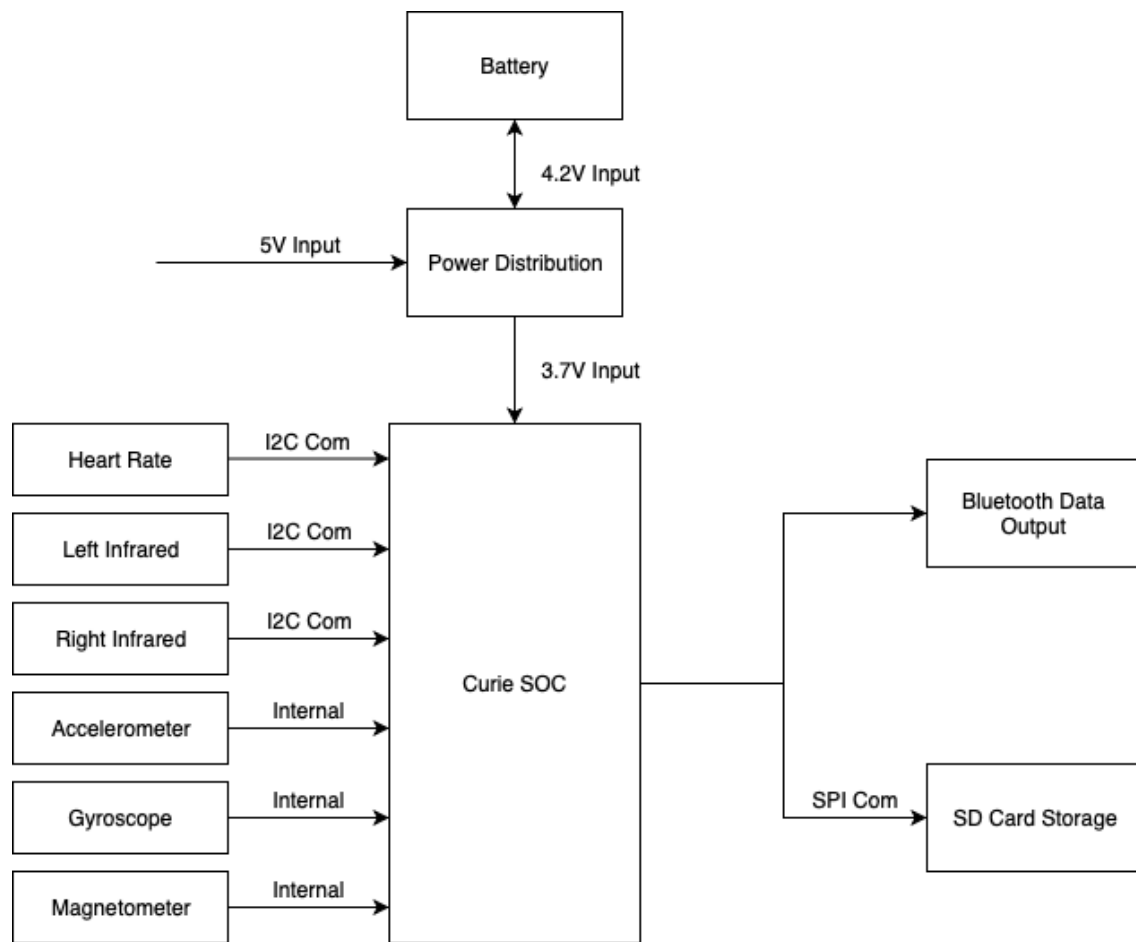 Battery
4.2V Input
5V Input
Power Distribution
3.7V Input
Heart Rate
I2C Com
Left Infrared
I2C Com
Right Infrared
I2C Com
Accelerometer
Internal
Gyroscope
Internal
Magnetometer
Internal
Curie SOC
Bluetooth Data
Output
SPI Com
SD Card Storage